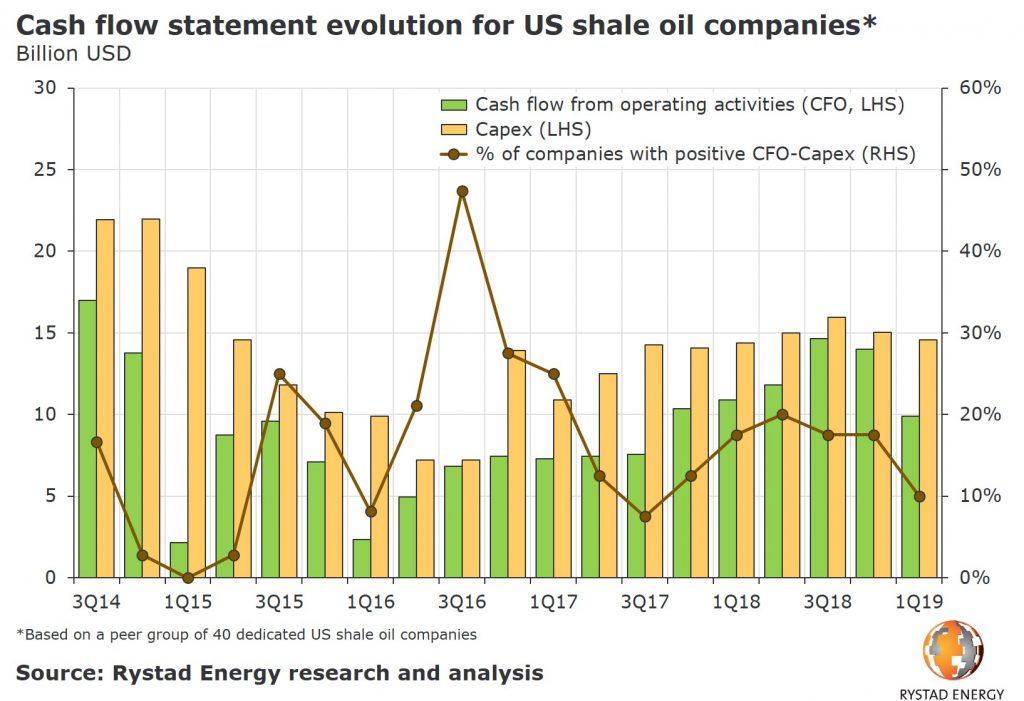 Cash flow statement evolution for US shale oil companies*
Billion USD
30
60%
Cash flow from operating activities (CFO, LHS)
Capex (LHS)
% of companies with positive CFO-Capex (RHS)
25
50%
20
40%
15
30%
10
20%
5
10%
0
0%
3Q14 1Q15 3Q15 1Q16 3Q16 1Q17 3Q17 1Q18 3Q18 1Q19
*Based on a peer group of 40 dedicated US shale oil companies
Source: Rystad Energy research and analysis
RYSTAD ENERGY